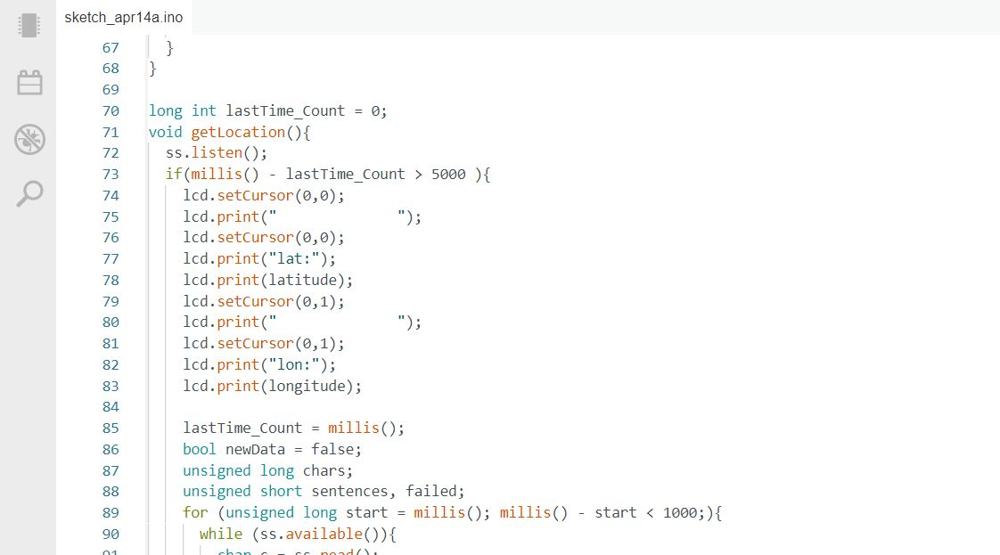 sketch_apr14a.ino
67 }
68 }
69
70 long int lastTime_Count = 0;
71 void getLocation(){
72 ss.listen();
73 if(millis() - lastTime_Count > 5000 ){
74 lcd.setCursor(0,0);
75 lcd.print("              ");
76 lcd.setCursor(0,0);
77 lcd.print("lat:");
78 lcd.print(latitude);
79 lcd.setCursor(0,1);
80 lcd.print("              ");
81 lcd.setCursor(0,1);
82 lcd.print("lon:");
83 lcd.print(longitude);
84
85 lastTime_Count = millis();
86 bool newData = false;
87 unsigned long chars;
88 unsigned short sentences, failed;
89 for (unsigned long start = millis(); millis() - start < 1000;){
90 while (ss.available()){
91 char c = ss.read();